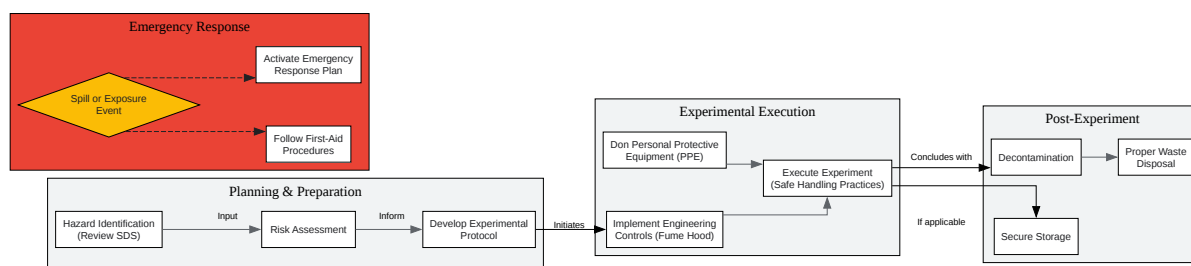 Emergency Response
Activate Emergency
Response Plan
Spill or Exposure
Event
Follow First-Aid
Procedures
Planning & Preparation
Hazard Identification
(Review SDS)
Input
Risk Assessment
Inform
Develop Experimental
Protocol
Initiates
Experimental Execution
Don Personal Protective
Equipment (PPE)
Implement Engineering
Controls (Fume Hood)
Execute Experiment
(Safe Handling Practices)
Concludes with
If applicable
Post-Experiment
Decontamination
Proper Waste
Disposal
Secure Storage